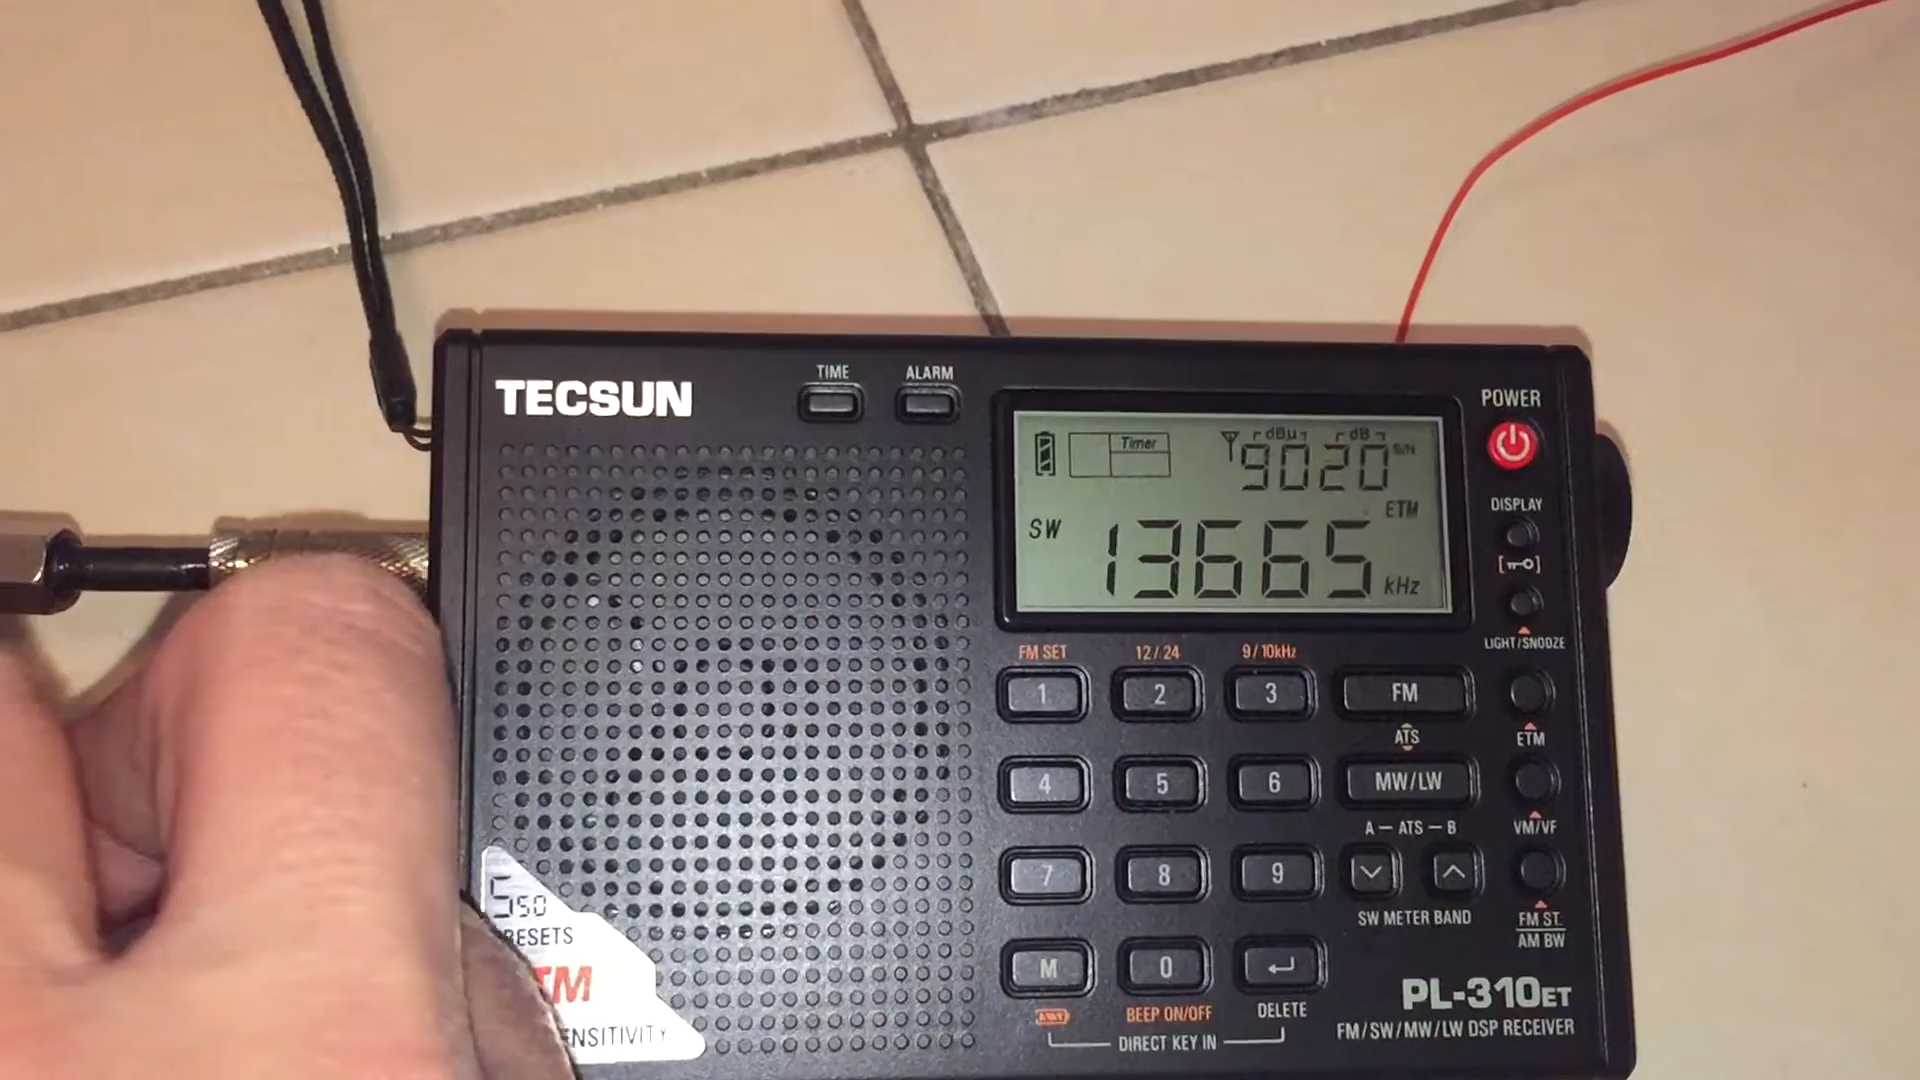 TECSUN
TIME
ALARM
POWER
Timer
dBµ
dB
9020
S/N
ETM
SW
13665
kHz
DISPLAY
LIGHT/SNOOZE
FM SET
12/24
9/10kHz
1
2
3
FM
ATS
ETM
4
5
6
MW/LW
A — ATS — B
VM/VF
7
8
9
SW METER BAND
FM ST.
AM BW
M
0
BEEP ON/OFF
DELETE
DIRECT KEY IN
PL-310ET
FM/SW/MW/LW DSP RECEIVER
550